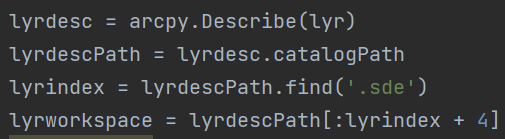 lyrdesc = arcpy.Describe(lyr)
lyrdescPath = lyrdesc.catalogPath
lyrindex = lyrdescPath.find('.sde')
lyrworkspace = lyrdescPath[:lyrindex + 4]